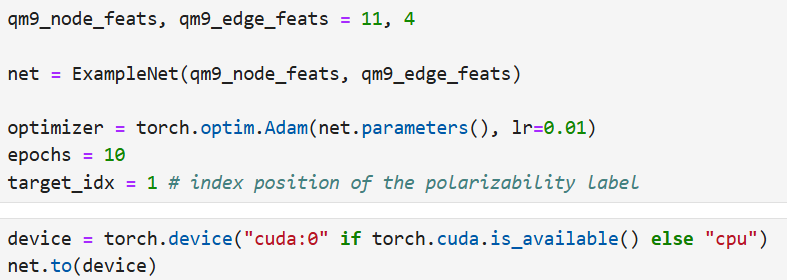 qm9_node_feats, qm9_edge_feats = 11, 4
net = ExampleNet(qm9_node_feats, qm9_edge_feats)
optimizer = torch.optim.Adam(net.parameters(), lr=0.01)
epochs = 10
target_idx = 1 # index position of the polarizability label
device = torch.device("cuda:0" if torch.cuda.is_available() else "cpu")
net.to(device)